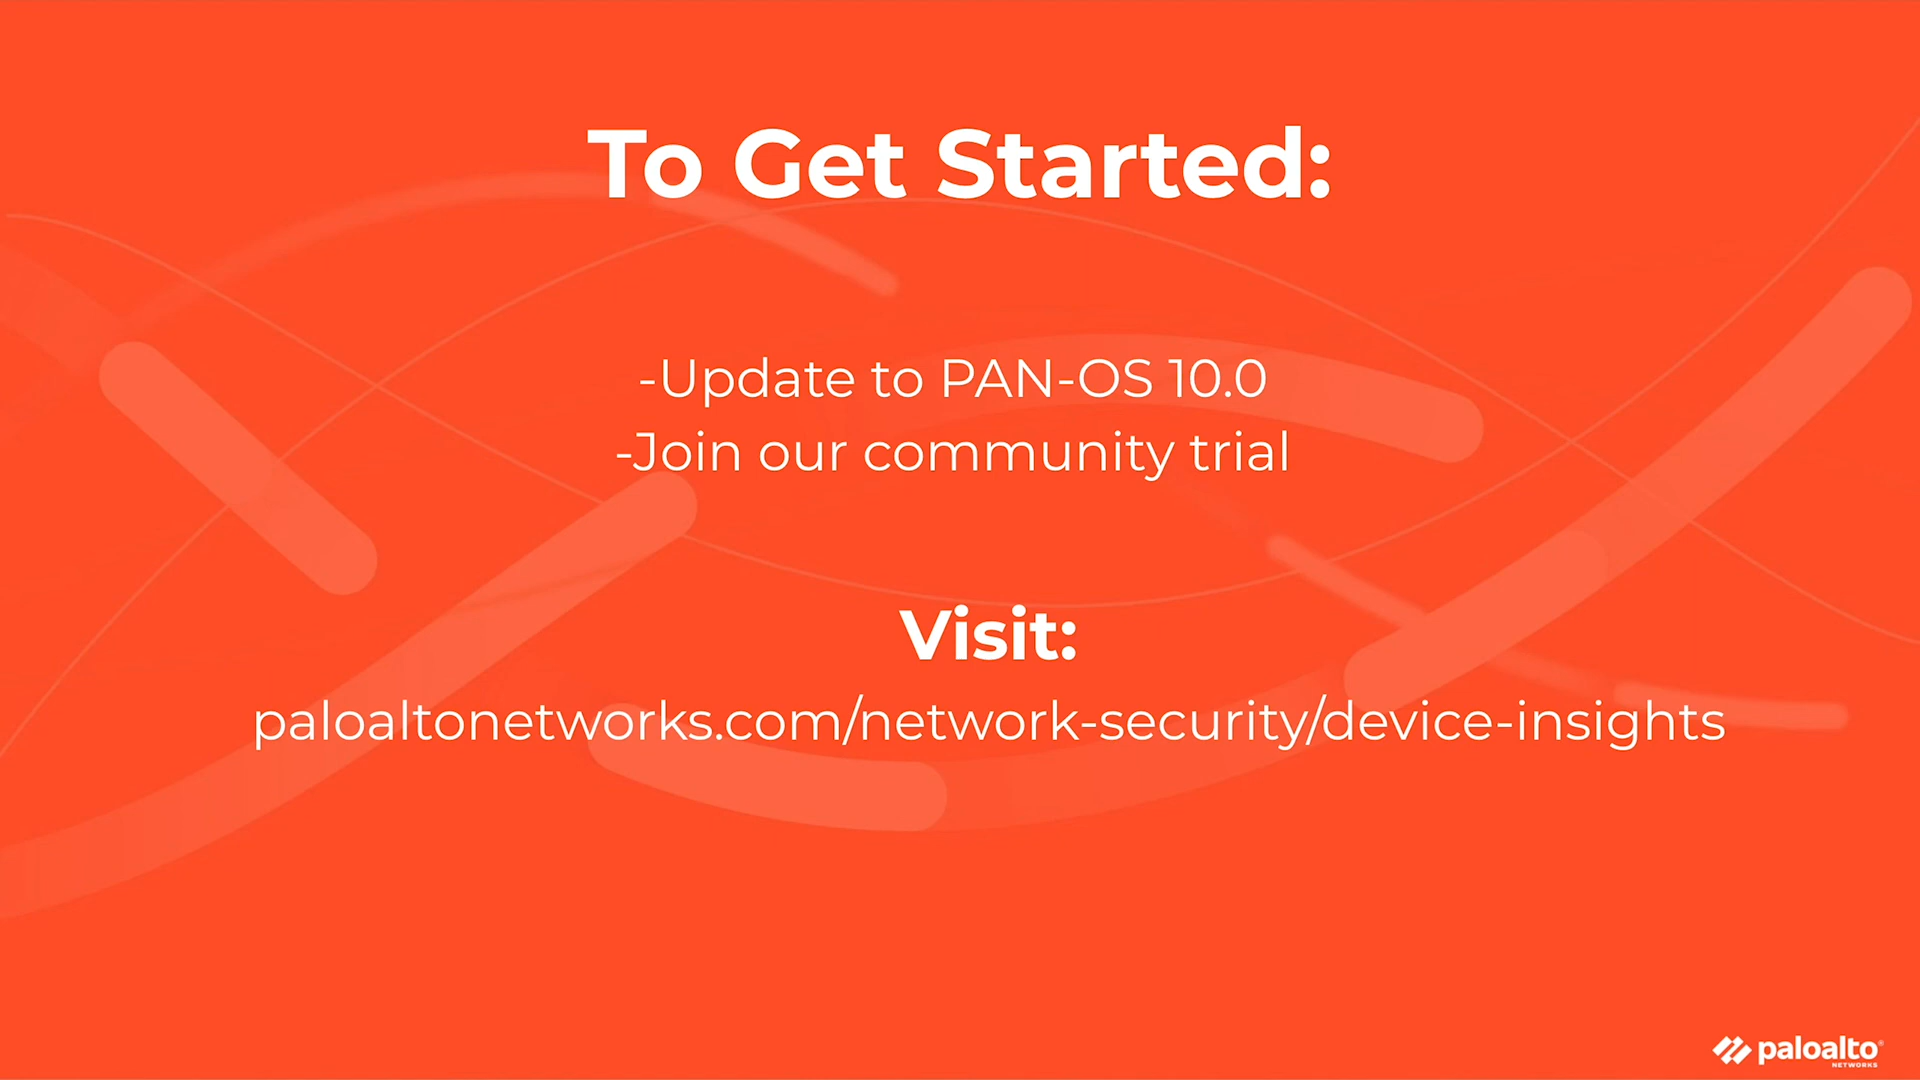 To Get Started:
-Update to PAN-OS 10.0
-Join our community trial
Visit:
paloaltonetworks.com/network-security/device-insights
paloalto®
NETWORKS